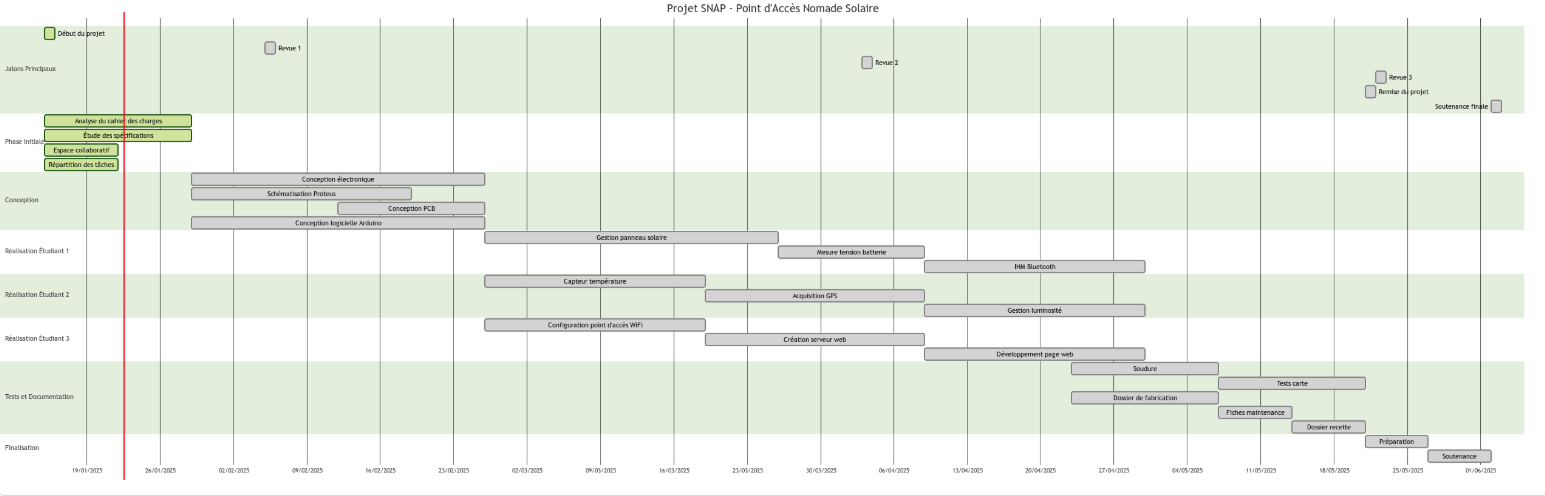 Projet SNAP - Point d'Accès Nomade Solaire
Début du projet
Revue 1
Revue 2
Jalons Principaux
Revue 3
Remise du projet
Soutenance finale
Analyse du cahier des charges
Étude des spécifications
Phase Initiale
Espace collaboratif
Répartition des tâches
Conception électronique
Schématisation Proteus
Conception
Conception PCB
Conception logicielle Arduino
Gestion panneau solaire
Réalisation Étudiant 1
Mesure tension batterie
IHM Bluetooth
Capteur température
Réalisation Étudiant 2
Acquisition GPS
Gestion luminosité
Configuration point d'accès WiFi
Réalisation Étudiant 3
Création serveur web
Développement page web
Soudure
Tests carte
Tests et Documentation
Dossier de fabrication
Fiches maintenance
Dossier recette
Préparation
Finalisation
Soutenance
19/01/2025 26/01/2025 02/02/2025 09/02/2025 16/02/2025 23/02/2025 02/03/2025 09/03/2025 16/03/2025 23/03/2025 30/03/2025 06/04/2025 13/04/2025 20/04/2025 27/04/2025 04/05/2025 11/05/2025 18/05/2025 25/05/2025 01/06/2025